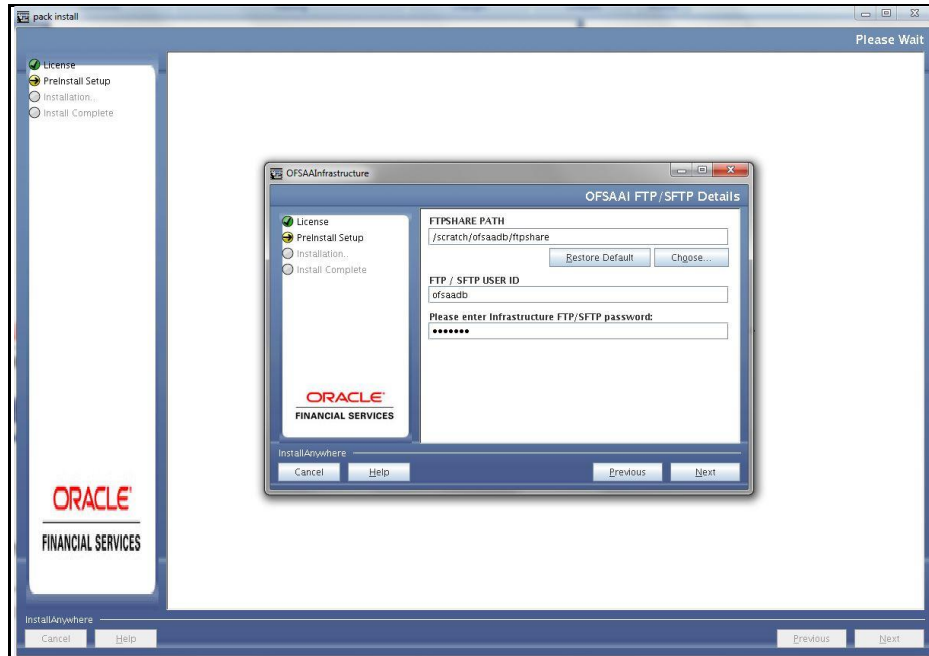 pack install
Please Wait
License
PreInstall Setup
Installation...
Install Complete
OFSAAInfrastructure
OFSAAI FTP/SFTP Details
License
PreInstall Setup
Installation..
Install Complete
FTPSHARE PATH
/scratch/ofsaadb/ftpshare
Restore Default Choose...
FTP / SFTP USER ID
ofsaadb
Please enter Infrastructure FTP/SFTP password:
•••••••
ORACLE®
FINANCIAL SERVICES
InstallAnywhere
Cancel Help Previous Next
ORACLE®
FINANCIAL SERVICES
InstallAnywhere
Cancel Help Previous Next